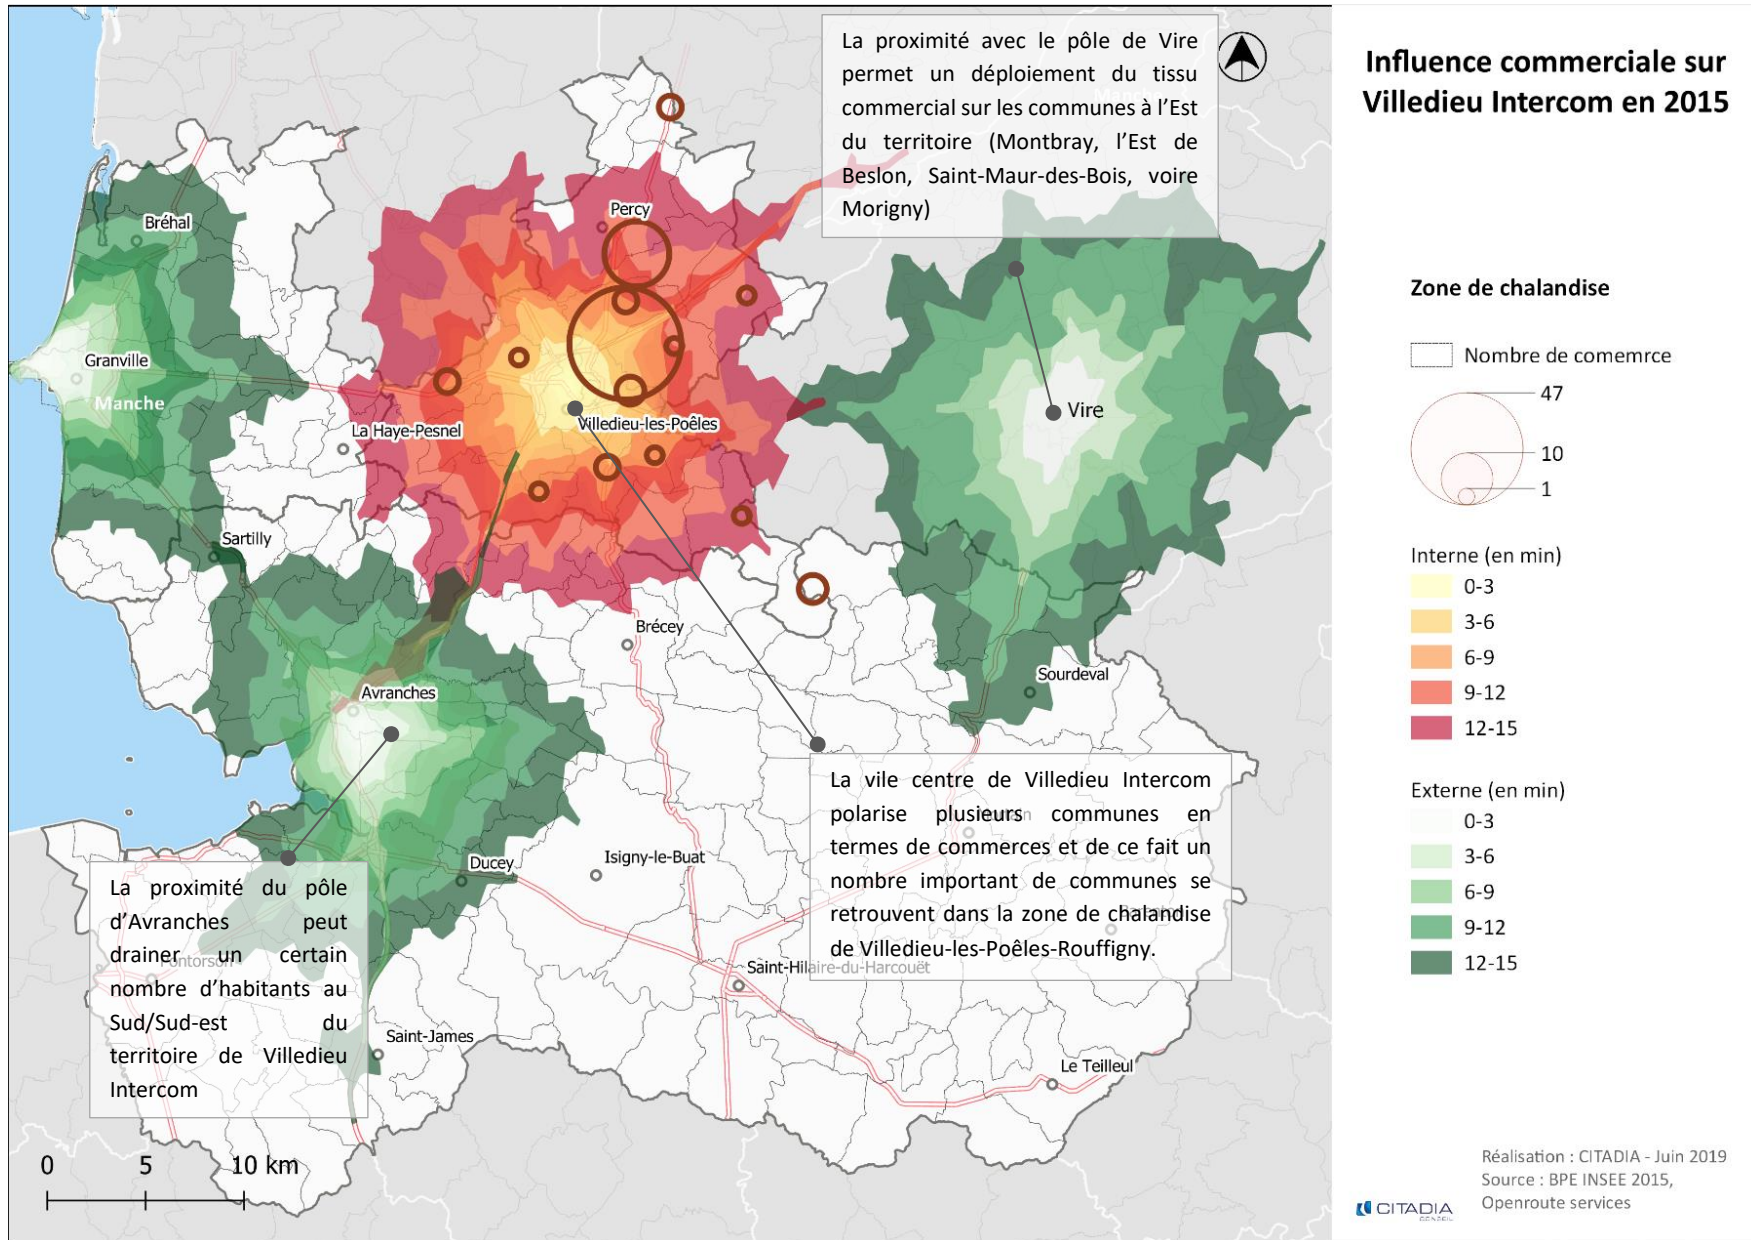 La proximité avec le pôle de Vire
permet un déploiement du tissu
commercial sur les communes à l'Est
du territoire (Montbray, l'Est de
Beslon, Saint-Maur-des-Bois, voire
Morigny)
Influence commerciale sur
Villedieu Intercom en 2015
Bréhal
Percy
Granville
Manche
La Haye-Pesnel
Villedieu-les-Poêles
Vire
Sartilly
Brécey
Sourdeval
Avranches
Ducey
Isigny-le-Buat
Pontorson
Saint-Hilaire-du-Harcouët
Saint-James
Le Teilleul
La vile centre de Villedieu Intercom
polarise plusieurs communes en
termes de commerces et de ce fait un
nombre important de communes se
retrouvent dans la zone de chalandise
de Villedieu-les-Poêles-Rouffigny.
La proximité du pôle
d'Avranches peut
drainer un certain
nombre d'habitants au
Sud/Sud-est du
territoire de Villedieu
Intercom
0 5 10 km
Zone de chalandise
Nombre de comemrce
47
10
1
Interne (en min)
0-3
3-6
6-9
9-12
12-15
Externe (en min)
0-3
3-6
6-9
9-12
12-15
Réalisation : CITADIA - Juin 2019
Source : BPE INSEE 2015,
Openroute services
CITADIA
CONSEIL